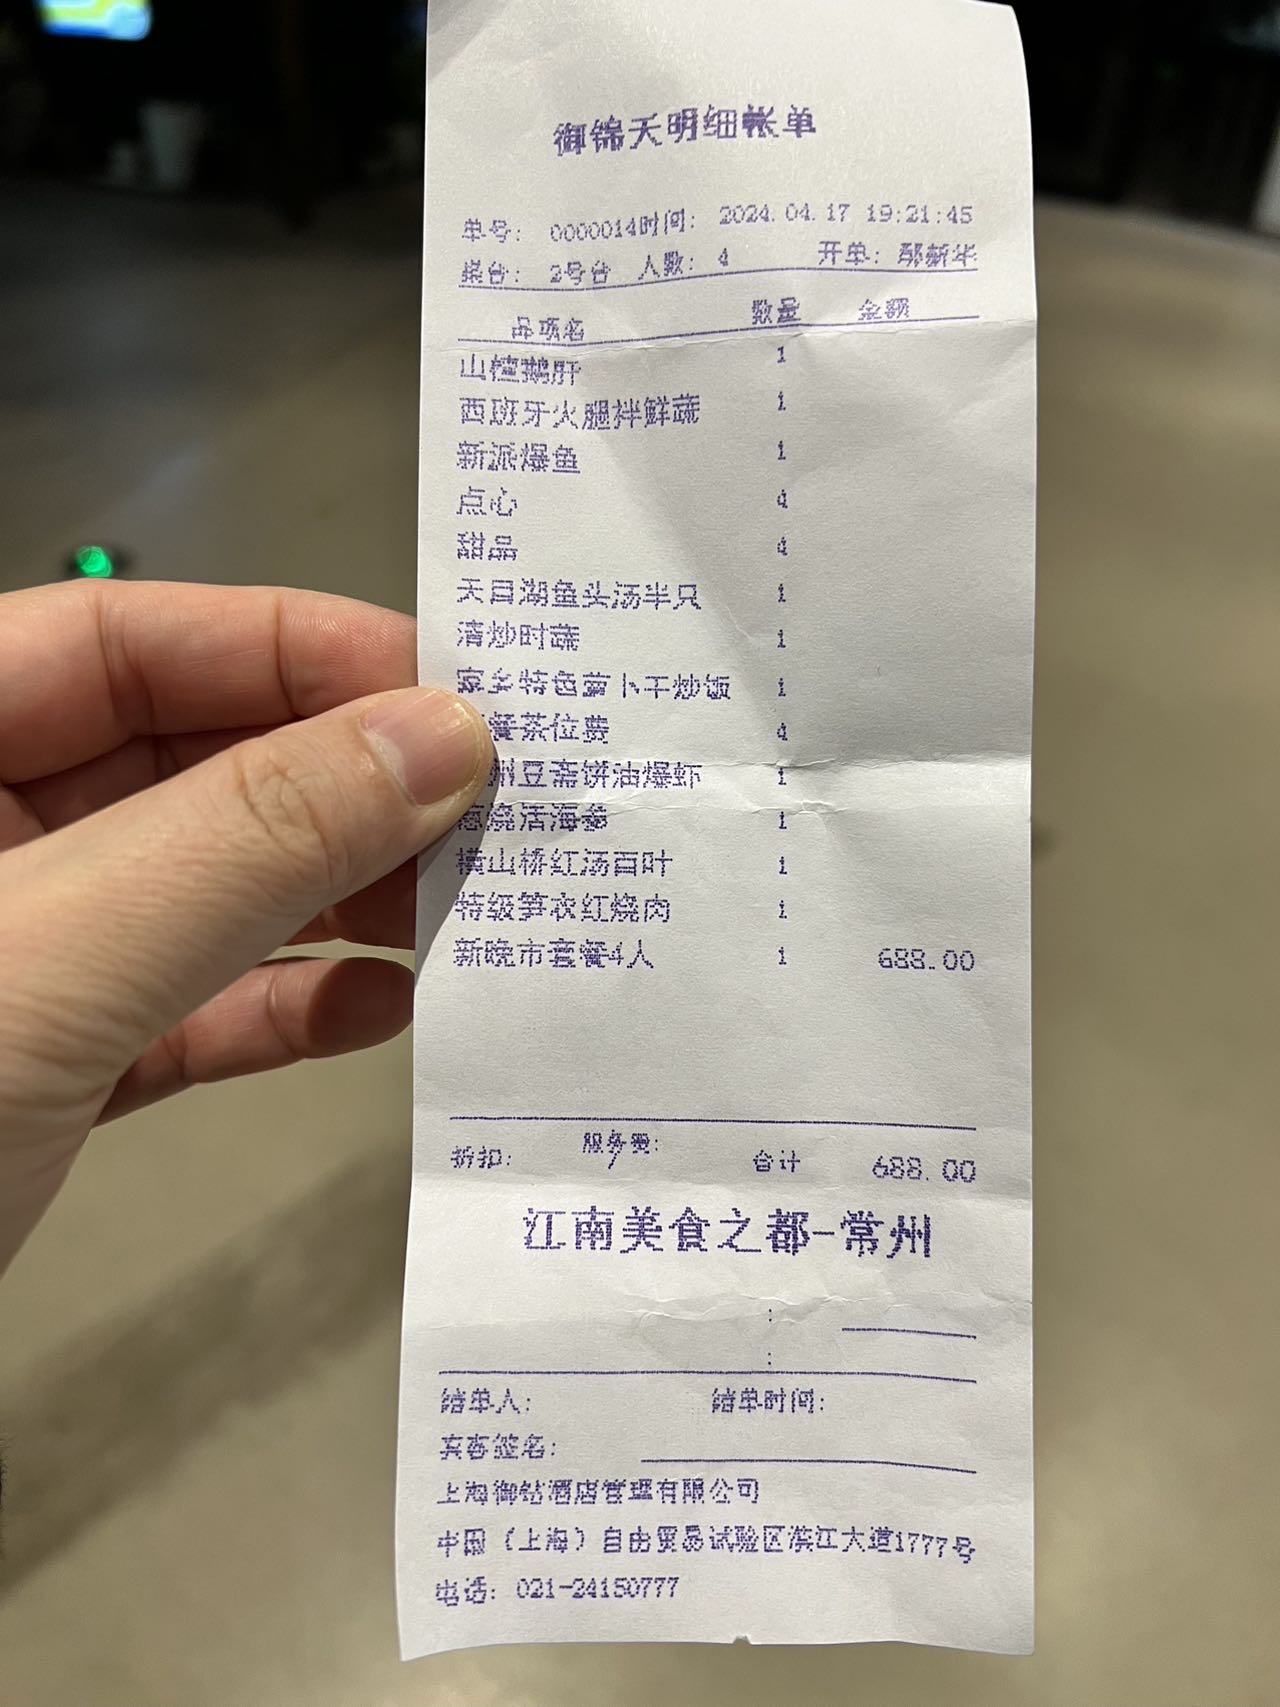 御锦天明细帐单
单号: 0000014时间: 2024.04.17 19:21:45
桌台: 2号台 人数: 4 开单: 鄢新华
品项名 数量 金额
山楂鹅肝 1
西班牙火腿拌鲜蔬 1
新派爆鱼 1
点心 4
甜品 4
天目湖鱼头汤半只 1
清炒时蔬 1
家乡特色萝卜干炒饭 1
餐茶位费 4
州豆斋饼油爆虾 1
葱烧活海参 1
横山桥红汤百叶 1
特级笋衣红烧肉 1
新晚市套餐4人 1 688.00
折扣: 服务费: 合计 688.00
江南美食之都-常州
:
:
结单人: 结单时间:
宾客签名:
上海御钻酒店管理有限公司
中国（上海）自由贸易试验区滨江大道1777号
电话: 021-24150777